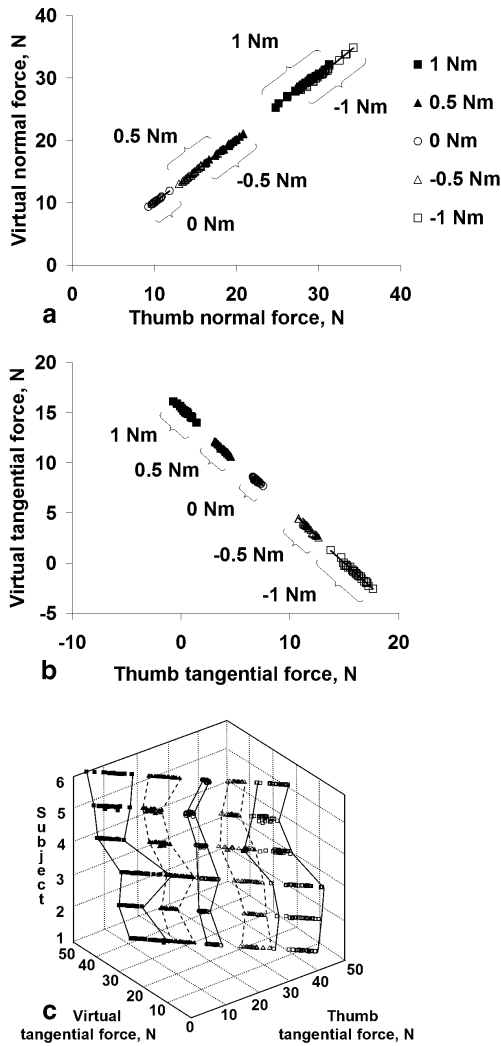 Virtual normal force, N
40
30
20
10
0
1 Nm
-1 Nm
0.5 Nm
-0.5 Nm
0 Nm
0 10 20 30 40
Thumb normal force, N
a
1 Nm
0.5 Nm
0 Nm
-0.5 Nm
-1 Nm
Virtual tangential force, N
20
15
10
5
0
-5
1 Nm
0.5 Nm
0 Nm
-0.5 Nm
-1 Nm
-10 0 10 20
Thumb tangential force, N
b
Subject
6
5
4
3
2
1
50 40 30 20 10 0
10 20 30 40 50
c
Virtual
tangential force, N
Thumb
tangential force, N